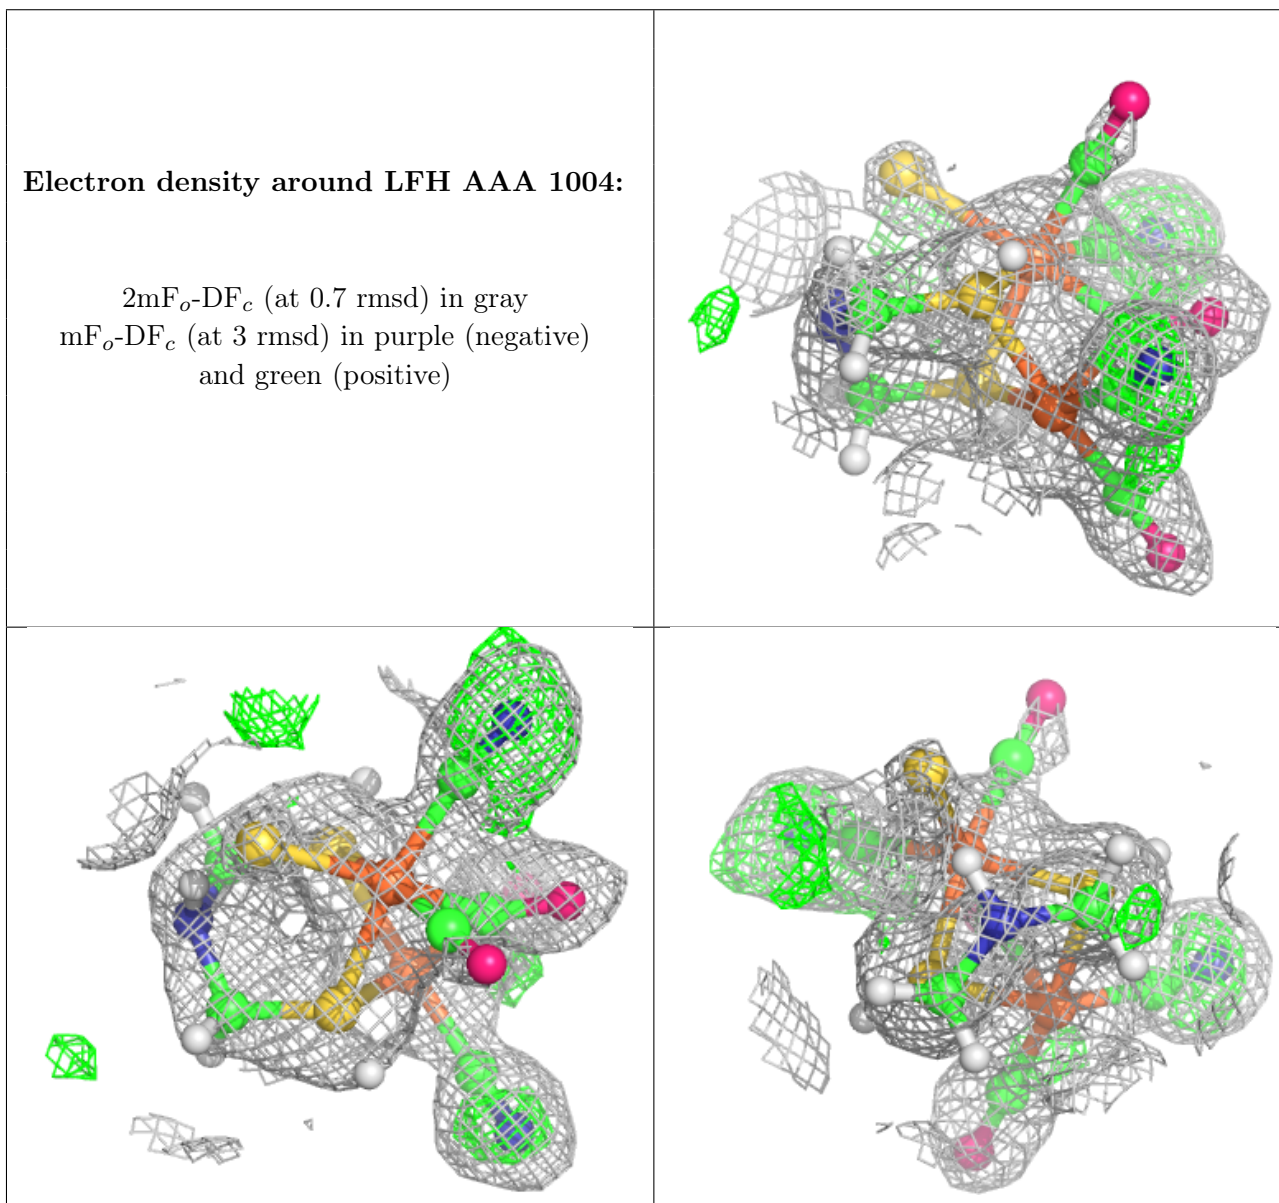 Electron density around LFH AAA 1004:
2mFo-DFc (at 0.7 rmsd) in gray
mFo-DFc (at 3 rmsd) in purple (negative)
and green (positive)